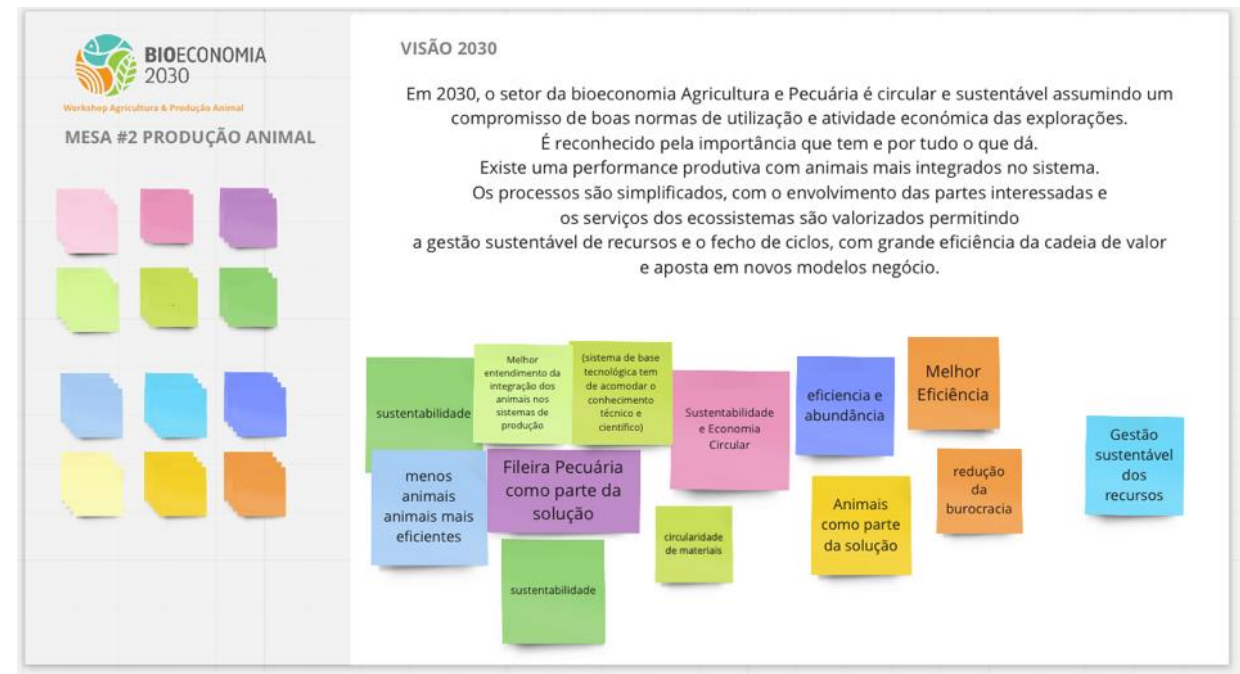 BIOECONOMIA
2030
Workshop Agricultura & Produção Animal
MESA #2 PRODUÇÃO ANIMAL
VISÃO 2030
Em 2030, o setor da bioeconomia Agricultura e Pecuária é circular e sustentável assumindo um
compromisso de boas normas de utilização e atividade económica das explorações.
É reconhecido pela importância que tem e por tudo o que dá.
Existe uma performance produtiva com animais mais integrados no sistema.
Os processos são simplificados, com o envolvimento das partes interessadas e
os serviços dos ecossistemas são valorizados permitindo
a gestão sustentável de recursos e o fecho de ciclos, com grande eficiência da cadeia de valor
e aposta em novos modelos negócio.
sustentabilidade
Melhor
entendimento da
integração dos
animais nos
sistemas de
produção
(sistema de base
tecnológica tem
de acomodar o
conhecimento
técnico e
cientifico)
Sustentabilidade
e Economia
Circular
eficiencia e
abundância
Melhor
Eficiência
Gestão
sustentável
dos
recursos
menos
animais
animais mais
eficientes
Fileira Pecuária
como parte da
solução
circularidade
de materiais
Animais
como parte
da solução
redução
da
burocracia
sustentabilidade